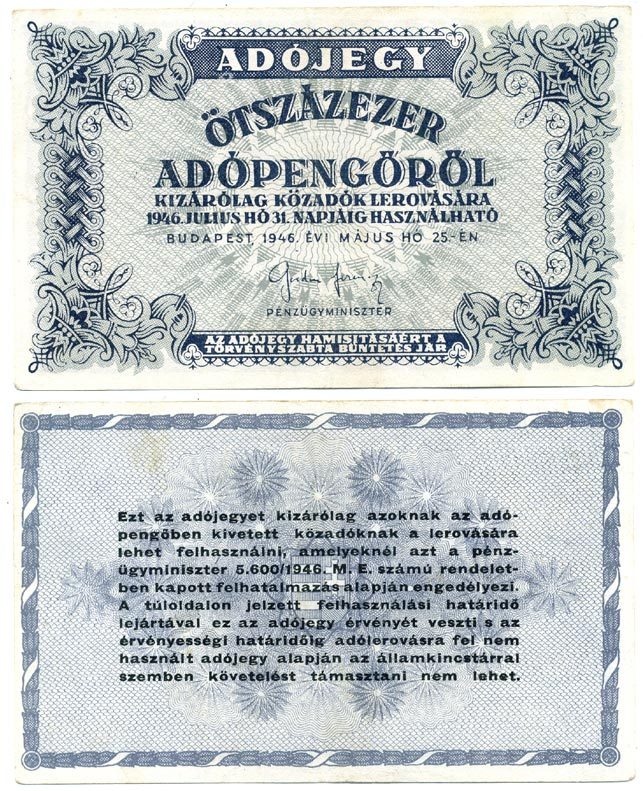 ADÓJEGY
ÖTSZÁZEZER
ADÓPENGŐRŐL
KIZÁRÓLAG KÖZADÓK LEROVÁSÁRA
1946. JULIUS HÓ 31. NAPJÁIG HASZNÁLHATÓ
BUDAPEST, 1946. ÉVI MÁJUS HÓ 25.-ÉN
PÉNZÜGYMINISZTER
AZ ADÓJEGY HAMISITÁSÁÉRT A
TÖRVÉNYSZABTA BÜNTETÉS JÁR
Ezt az adójegyet kizárólag azoknak az adó-
pengőben kivetett közadóknak a lerovására
lehet felhasználni, amelyeknél azt a pénz-
ügyminiszter 5.600/1946. M. E. számú rendelet-
ben kapott felhatalmazás alapján engedélyezi.
A túloldalon jelzett felhasználási határidő
lejártával ez az adójegy érvényét veszti s az
érvényességi határidőig adólerovásra fel nem
használt adójegy alapján az államkincstárral
szemben követelést támasztani nem lehet.